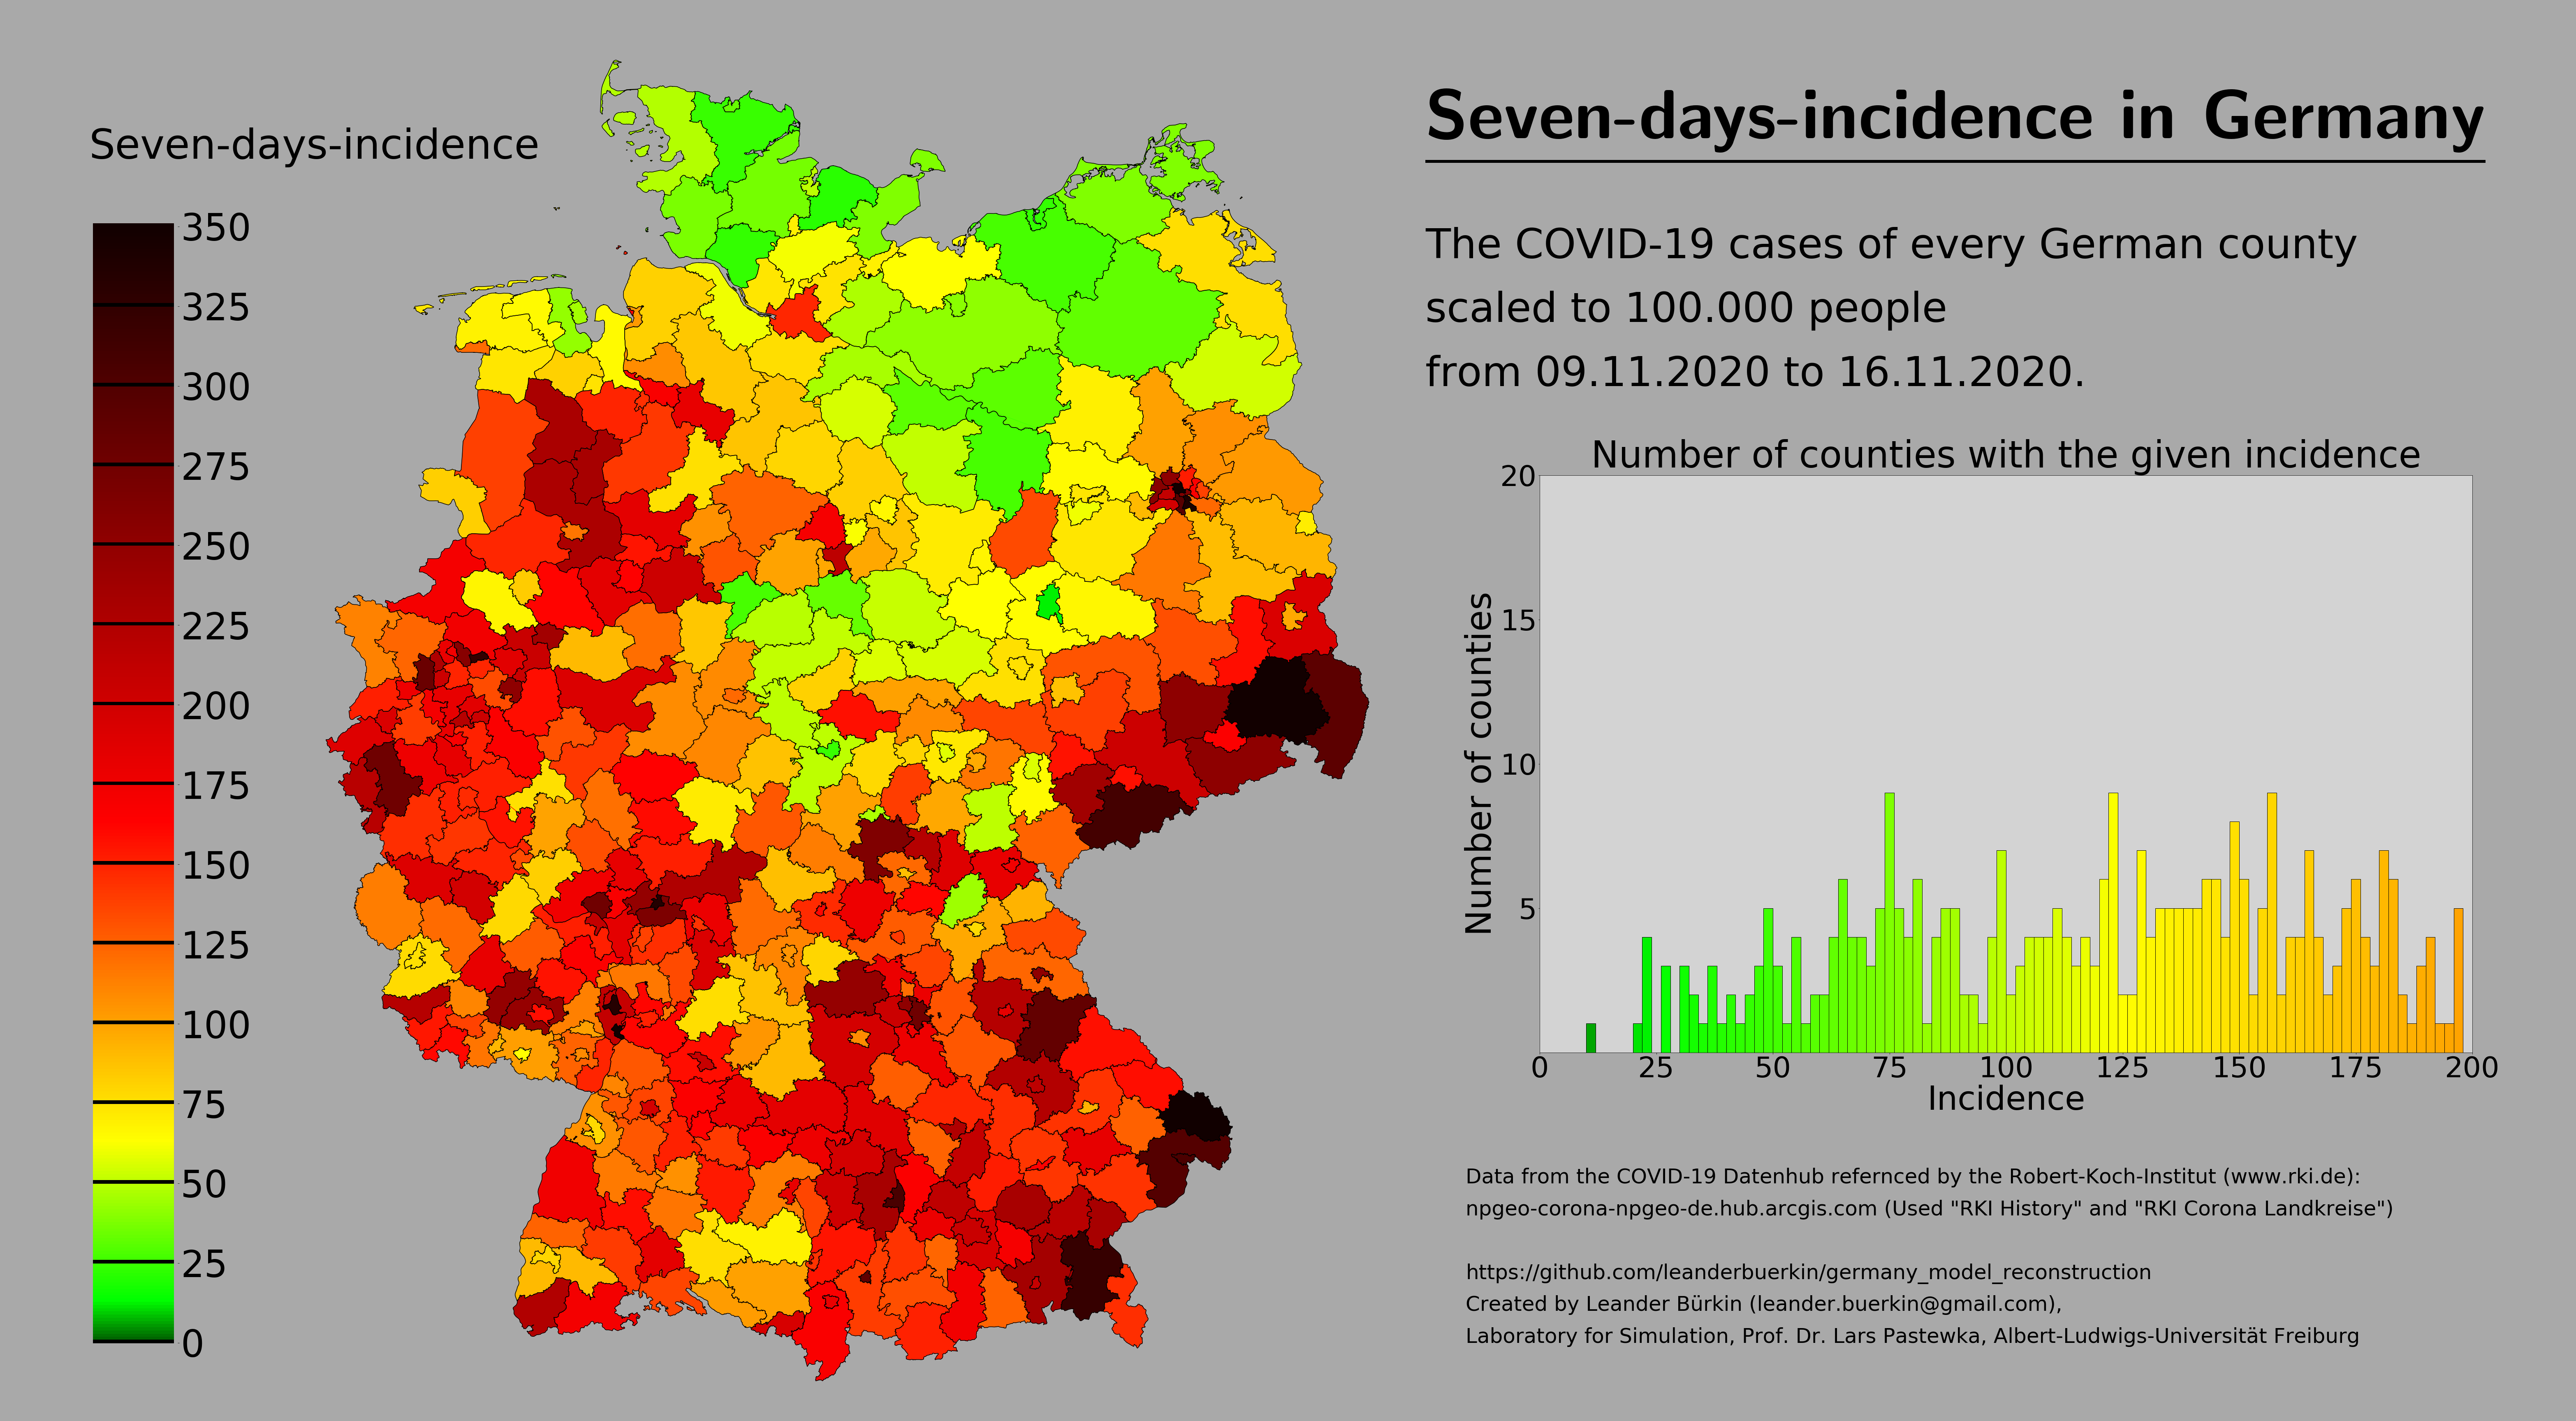 Seven-days-incidence
350
325
300
275
250
225
200
175
150
125
100
75
50
25
0
Seven-days-incidence in Germany
The COVID-19 cases of every German county
scaled to 100.000 people
from 09.11.2020 to 16.11.2020.
Number of counties with the given incidence
20
15
10
5
Number of counties
0 25 50 75 100 125 150 175 200
Incidence
Data from the COVID-19 Datenhub refernced by the Robert-Koch-Institut (www.rki.de):
npgeo-corona-npgeo-de.hub.arcgis.com (Used "RKI History" and "RKI Corona Landkreise")
https://github.com/leanderbuerkin/germany_model_reconstruction
Created by Leander Bürkin (leander.buerkin@gmail.com),
Laboratory for Simulation, Prof. Dr. Lars Pastewka, Albert-Ludwigs-Universität Freiburg